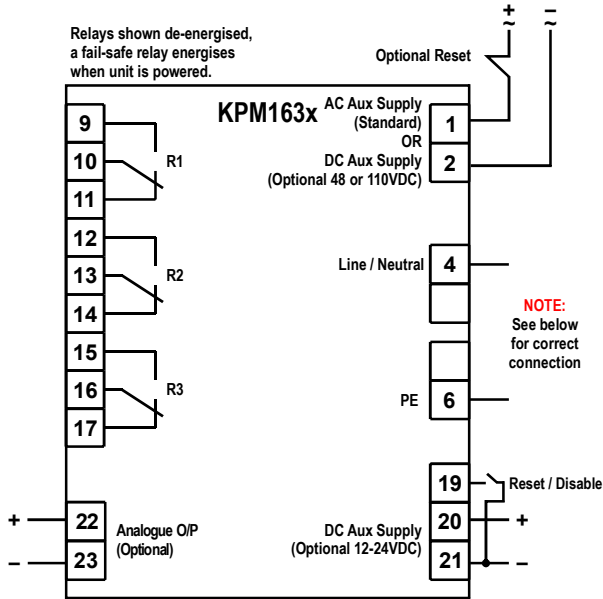 Relays shown de-energised,
a fail-safe relay energises
when unit is powered.
Optional Reset
+
~
–
~
KPM163x
AC Aux Supply
(Standard)
OR
DC Aux Supply
(Optional 48 or 110VDC)
1
2
9
10
11
R1
12
13
14
R2
15
16
17
R3
Line / Neutral
4
NOTE:
See below
for correct
connection
PE
6
19
Reset / Disable
+
22
–
23
Analogue O/P
(Optional)
DC Aux Supply
(Optional 12-24VDC)
20
+
21
–